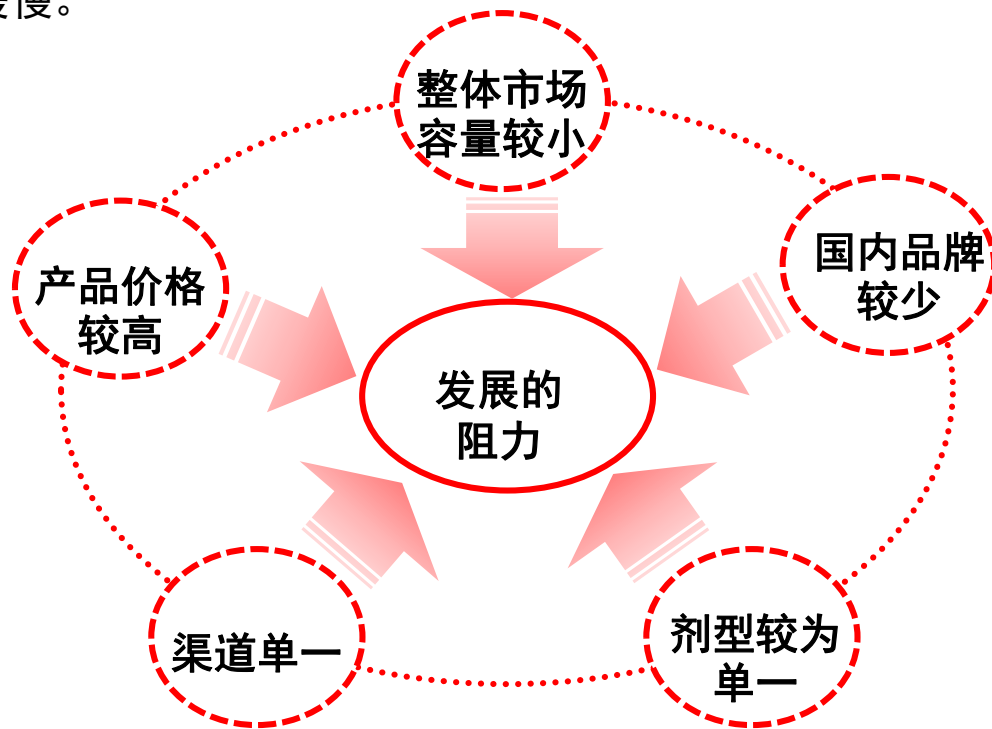 慢。
整体市场
容量较小
国内品牌
较少
产品价格
较高
发展的
阻力
渠道单一
剂型较为
单一